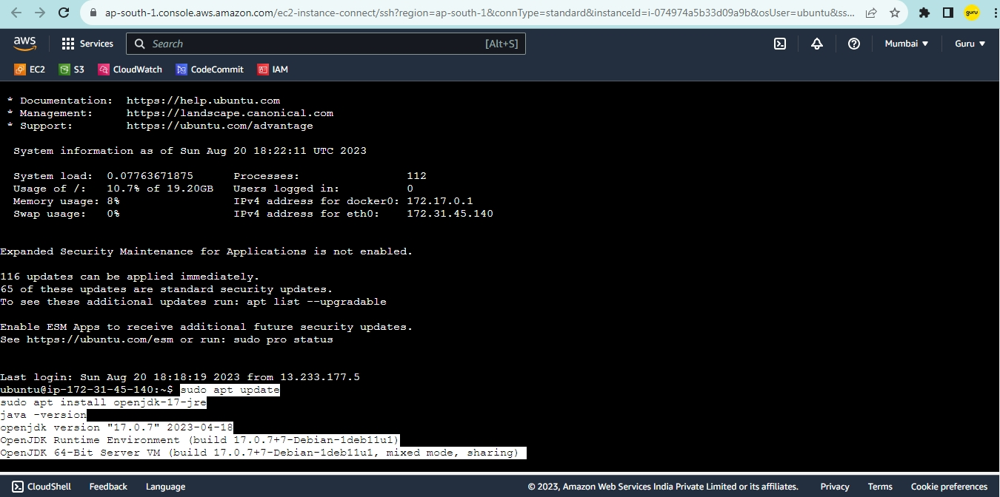 ap-south-1.console.aws.amazon.com/ec2-instance-connect/ssh?region=ap-south-1&connType=standard&instanceId=i-074974a5b33d09a9b&osUser=ubuntu&ss...
guru
aws
Services
Search
[Alt+S]
Mumbai ▼
Guru ▼
EC2
S3
CloudWatch
CodeCommit
IAM
* Documentation:  https://help.ubuntu.com
* Management:     https://landscape.canonical.com
* Support:        https://ubuntu.com/advantage
System information as of Sun Aug 20 18:22:11 UTC 2023
System load:  0.07763671875      Processes:                112
Usage of /:   10.7% of 19.20GB   Users logged in:          0
Memory usage: 8%                 IPv4 address for docker0: 172.17.0.1
Swap usage:   0%                 IPv4 address for eth0:    172.31.45.140
Expanded Security Maintenance for Applications is not enabled.
116 updates can be applied immediately.
65 of these updates are standard security updates.
To see these additional updates run: apt list --upgradable
Enable ESM Apps to receive additional future security updates.
See https://ubuntu.com/esm or run: sudo pro status
Last login: Sun Aug 20 18:18:19 2023 from 13.233.177.5
ubuntu@ip-172-31-45-140:~$ sudo apt update
sudo apt install openjdk-17-jre
java -version
openjdk version "17.0.7" 2023-04-18
OpenJDK Runtime Environment (build 17.0.7+7-Debian-1deb11u1)
OpenJDK 64-Bit Server VM (build 17.0.7+7-Debian-1deb11u1, mixed mode, sharing)
CloudShell
Feedback
Language
© 2023, Amazon Web Services India Private Limited or its affiliates.
Privacy
Terms
Cookie preferences